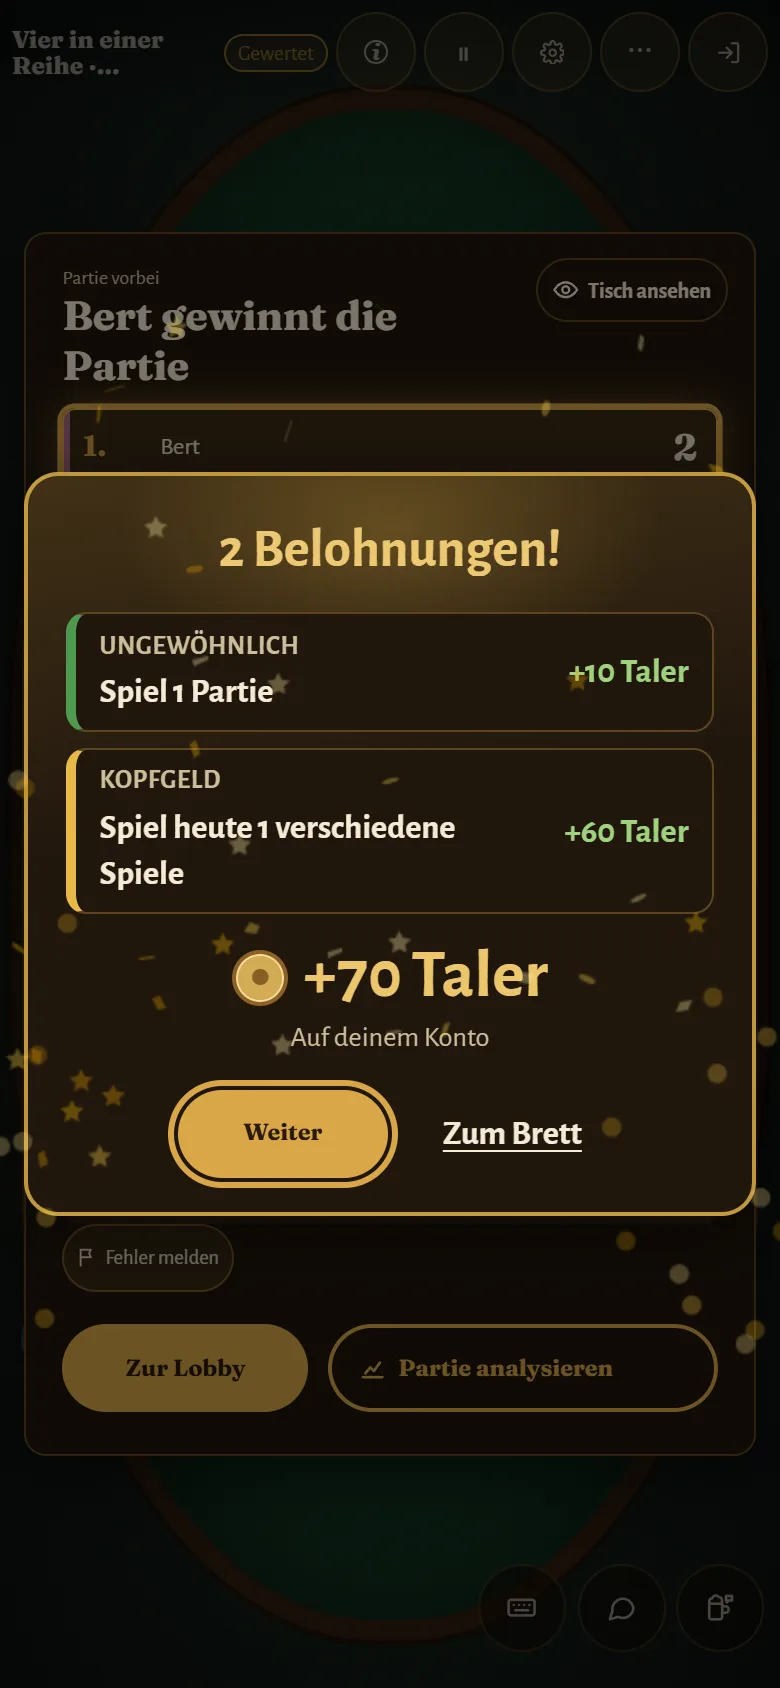 Vier in einer
Reihe ·...
Gewertet
Partie vorbei
Bert gewinnt die
Partie
Tisch ansehen
1. Bert 2
2 Belohnungen!
UNGEWÖHNLICH
Spiel 1 Partie
+10 Taler
KOPFGELD
Spiel heute 1 verschiedene
Spiele
+60 Taler
+70 Taler
Auf deinem Konto
Weiter
Zum Brett
Fehler melden
Zur Lobby
Partie analysieren